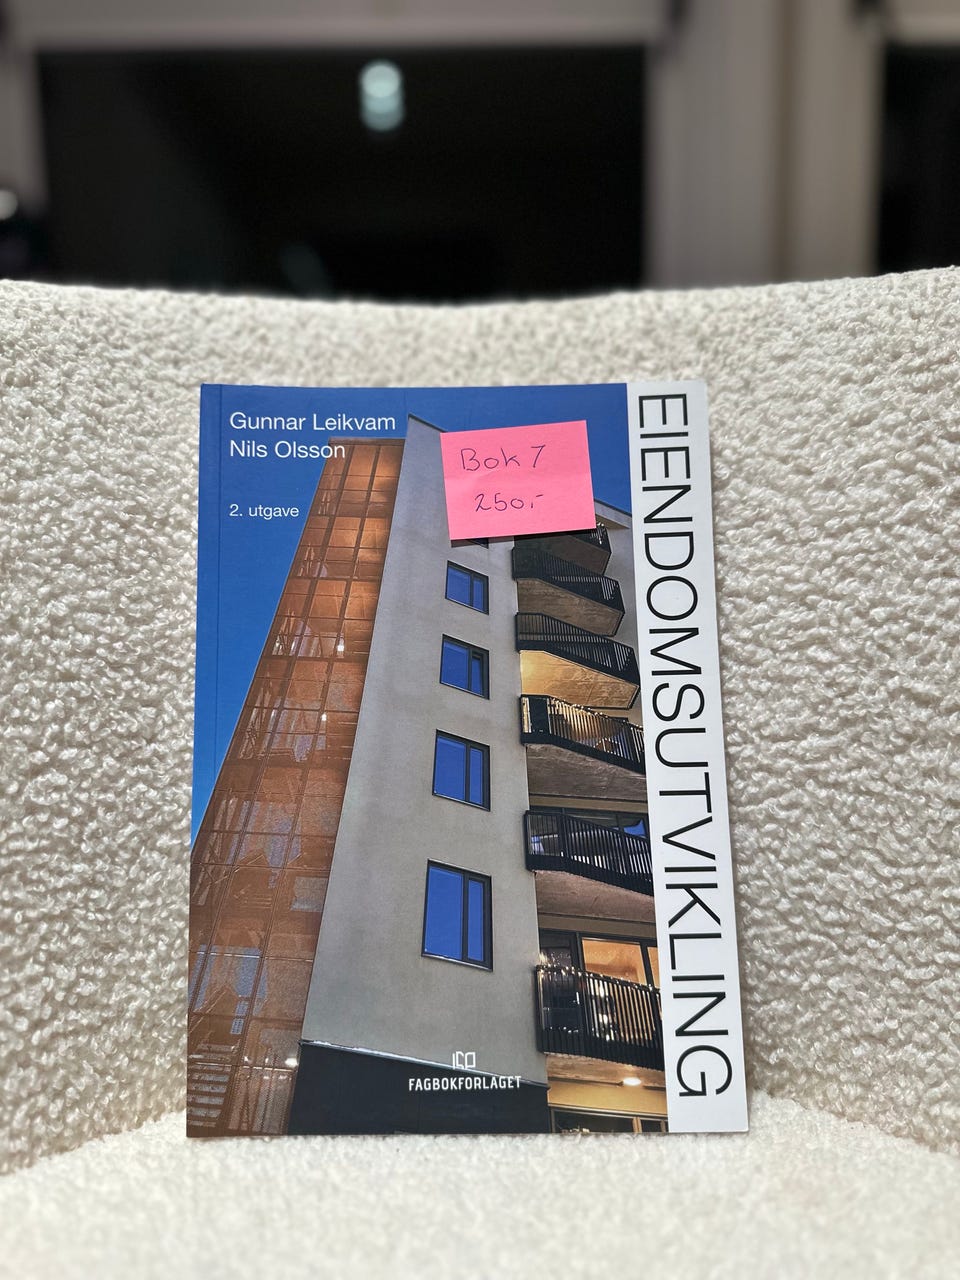 Gunnar Leikvam
Nils Olsson
2. utgave
Bok 7
250,-
EIENDOMSUTVIKLING
FAGBOKFORLAGET